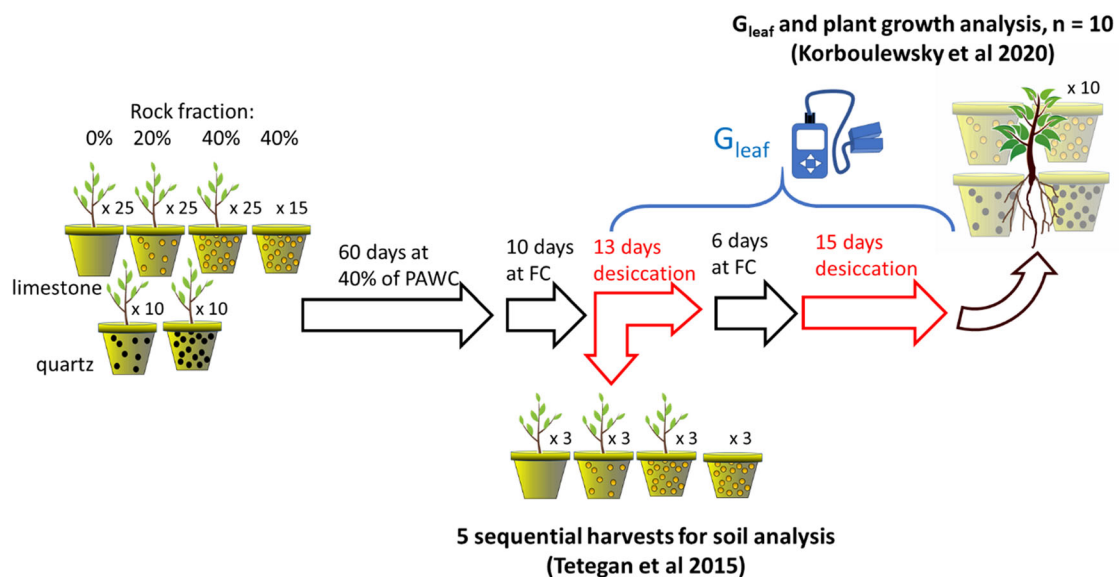 G leaf and plant growth analysis, n = 10
(Korboulewsky et al 2020)
Rock fraction:
0% 20% 40% 40%
x 25 x 25 x 25 x 15
limestone
x 10 x 10
quartz
60 days at
40% of PAWC
10 days
at FC
13 days
desiccation
6 days
at FC
15 days
desiccation
G leaf
x 10
x 3 x 3 x 3 x 3
5 sequential harvests for soil analysis
(Tetegan et al 2015)